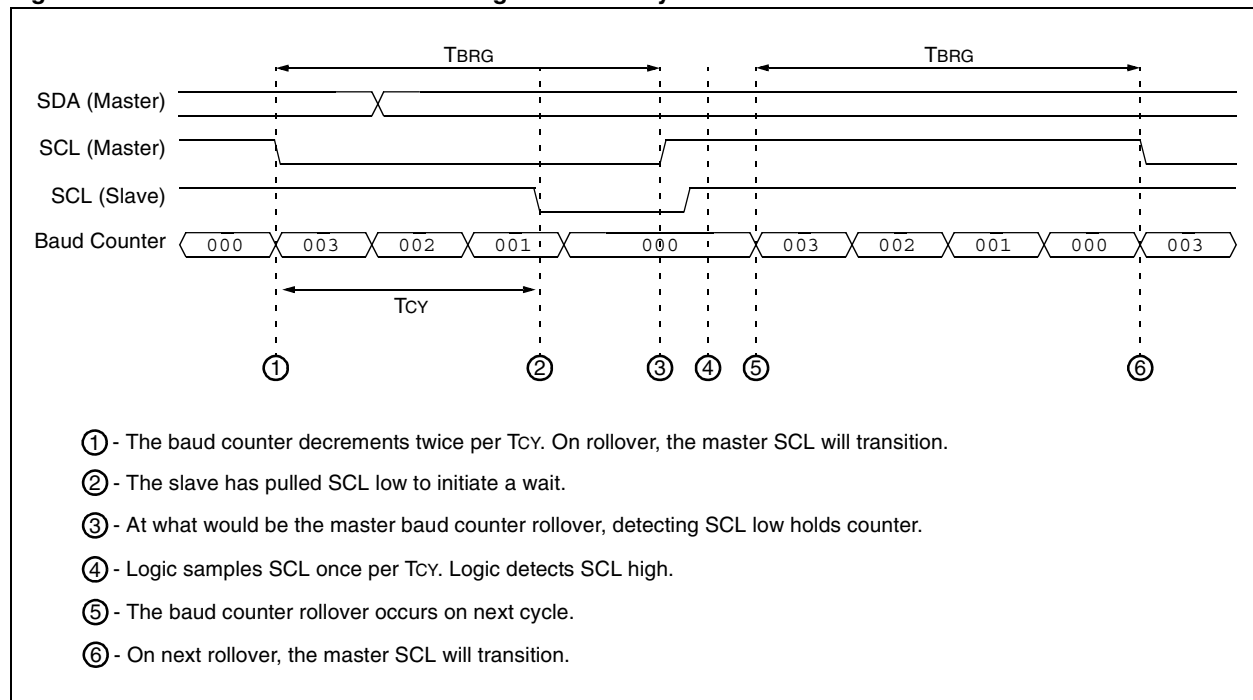 TBRG TBRG
SDA (Master)
SCL (Master)
SCL (Slave)
Baud Counter 000 003 002 001 000 003 002 001 000 003
TCY
1 2 3 4 5 6
1 - The baud counter decrements twice per TCY. On rollover, the master SCL will transition.
2 - The slave has pulled SCL low to initiate a wait.
3 - At what would be the master baud counter rollover, detecting SCL low holds counter.
4 - Logic samples SCL once per TCY. Logic detects SCL high.
5 - The baud counter rollover occurs on next cycle.
6 - On next rollover, the master SCL will transition.